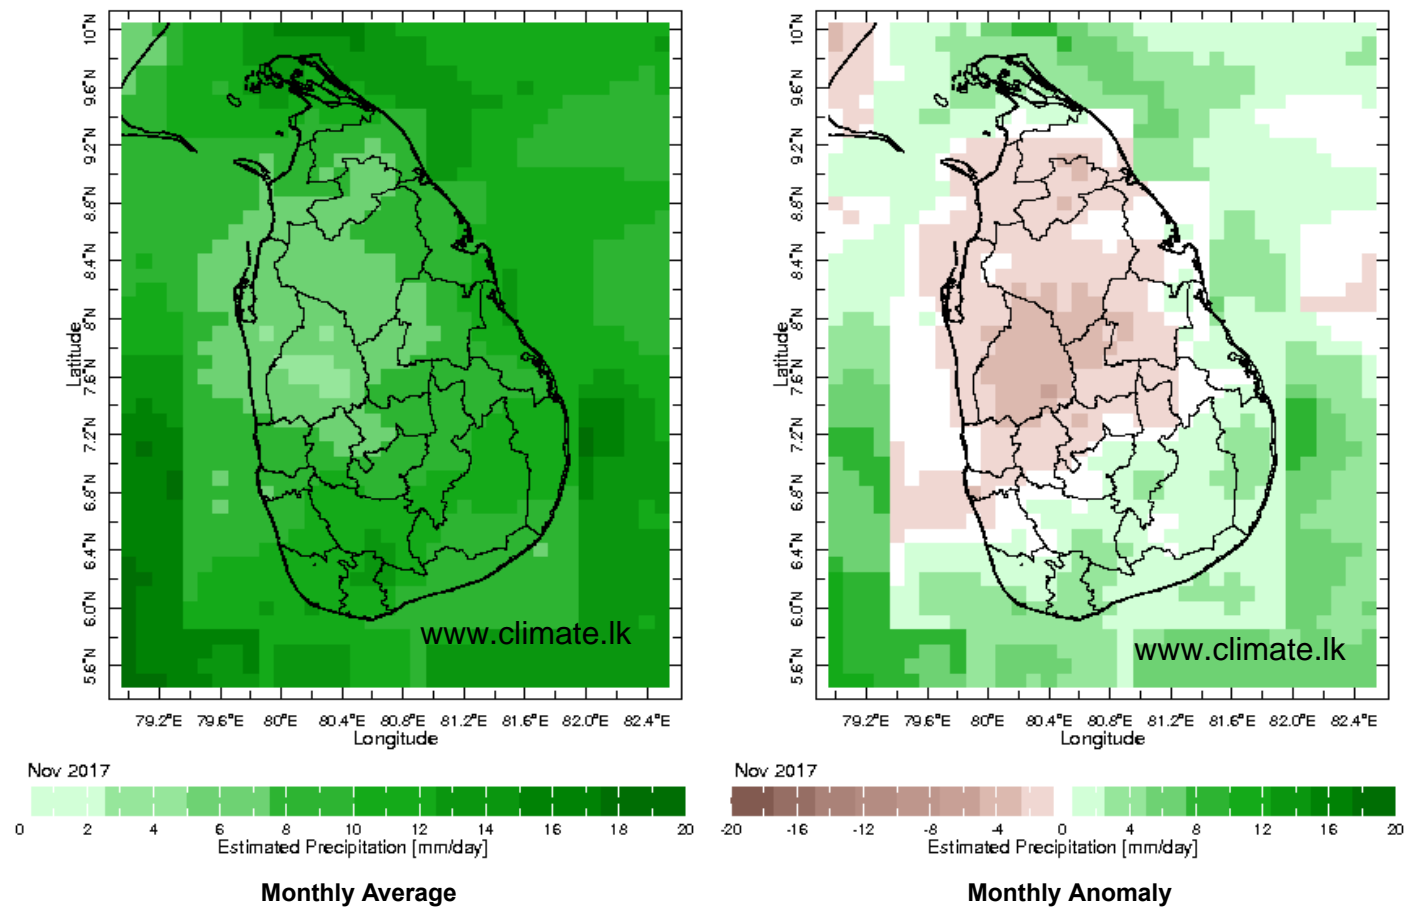 10°N
9.6°N
9.2°N
8.8°N
8.4°N
8°N
7.6°N
7.2°N
6.8°N
6.4°N
6.0°N
5.6°N
Latitude
www.climate.lk
79.2°E 79.6°E 80°E 80.4°E 80.8°E 81.2°E 81.6°E 82.0°E 82.4°E
Longitude
Nov 2017
0 2 4 6 8 10 12 14 16 18 20
Estimated Precipitation [mm/day]
Monthly Average
10°N
9.6°N
9.2°N
8.8°N
8.4°N
8°N
7.6°N
7.2°N
6.8°N
6.4°N
6.0°N
5.6°N
Latitude
www.climate.lk
79.2°E 79.6°E 80°E 80.4°E 80.8°E 81.2°E 81.6°E 82.0°E 82.4°E
Longitude
Nov 2017
-20 -16 -12 -8 -4 0 4 8 12 16 20
Estimated Precipitation [mm/day]
Monthly Anomaly